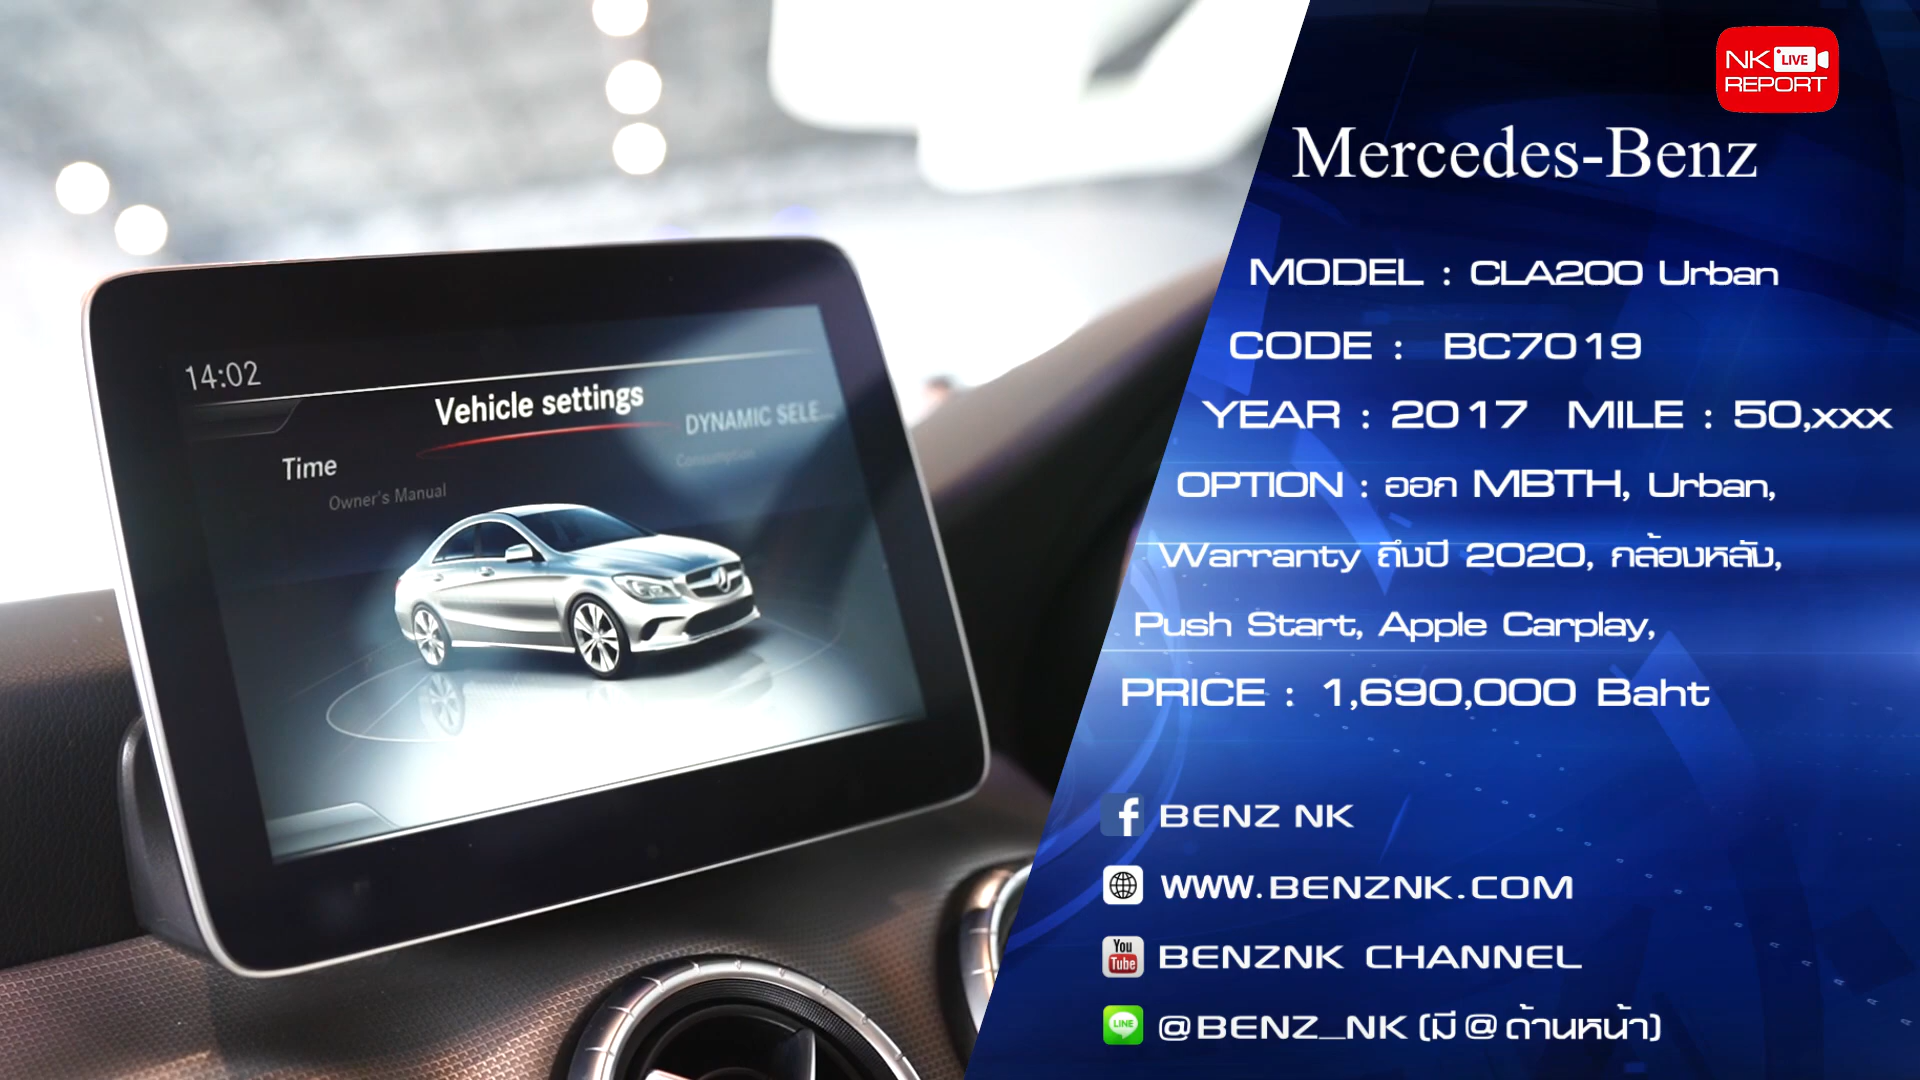 NK LIVE
REPORT
Mercedes-Benz
MODEL : CLA200 Urban
CODE : BC7019
YEAR : 2017 MILE : 50,xxx
OPTION : ออก MBTH, Urban,
Warranty ถึงปี 2020, กล้องหลัง,
Push Start, Apple Carplay,
PRICE : 1,690,000 Baht
f BENZ NK
WWW.BENZNK.COM
You
Tube BENZNK CHANNEL
LINE @BENZ_NK (มี @ ด้านหน้า)
14:02
Vehicle settings
DYNAMIC SELE...
Time
Consumption
Owner's Manual